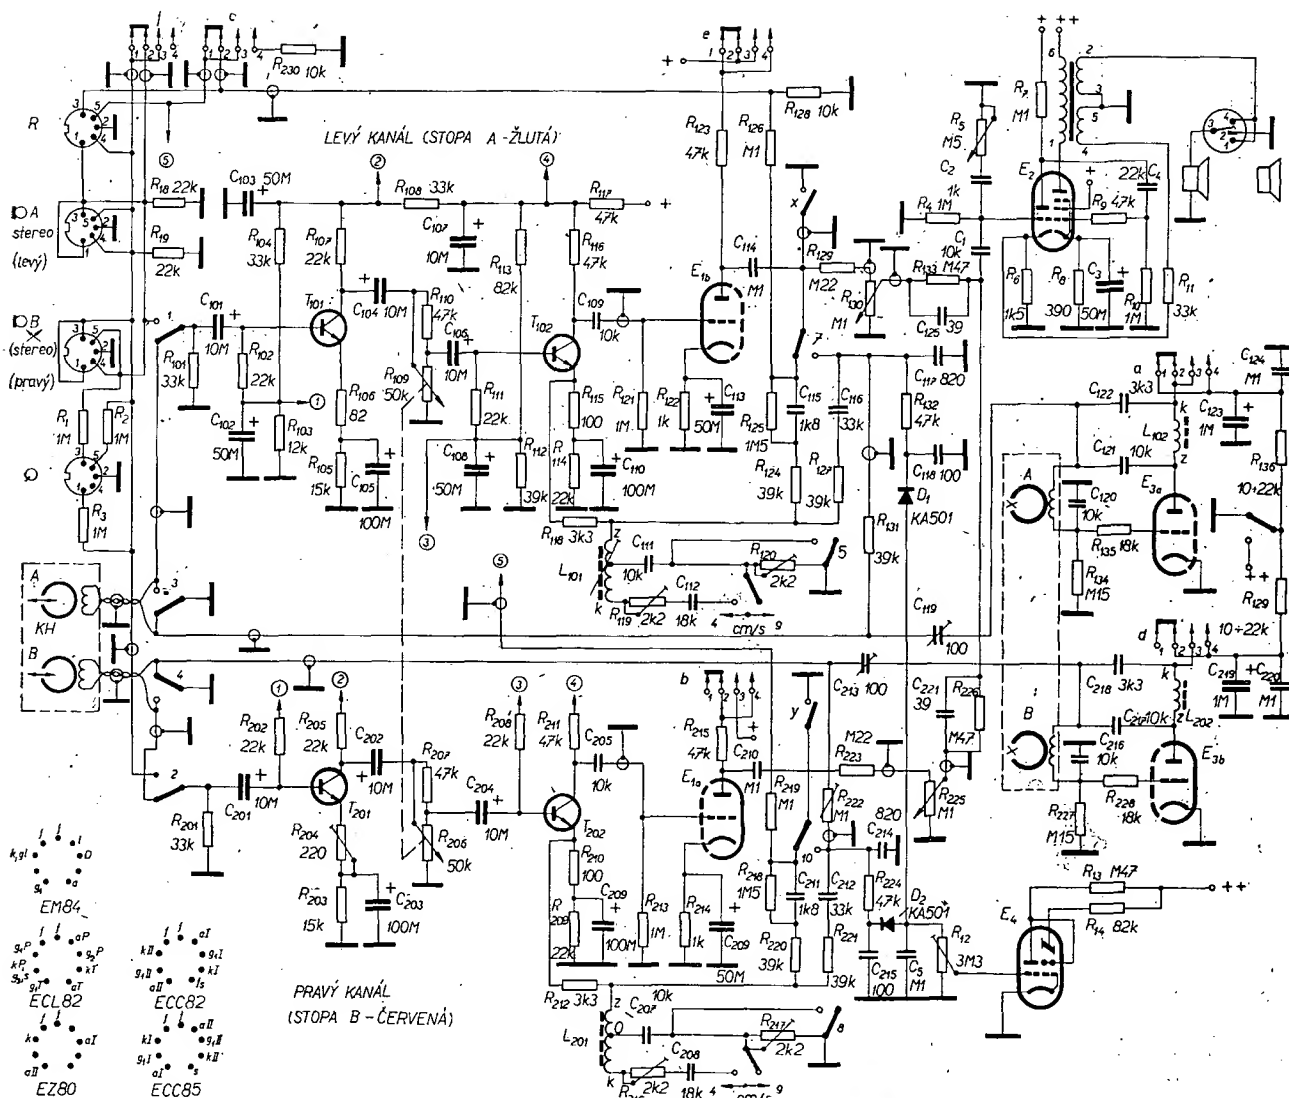 R230 10k
R
LEVÝ KANÁL (STOPA A - ŽLUTÁ)
R18 22k
C103 50M
R108 33k
C107 10M
R117 47k
R123 47k
R126 M1
R128 10k
R7 M1
R5 M5
C2 1k
R4 1M
C1 10k
E2
22k C4
R9 47k
R6 1k5
R8 390
C3 50M
R10 1M
R11 33k
A
stereo
(levý)
R19 22k
R104 33k
R107 22k
R113 82k
R116 47k
C114 M1
R129 M22
R130 M1
R133 M47
C125 39
B
(stereo)
(pravý)
C101 10M
T101
C104 10M
R110 47k
C106 10M
T102
C109 10k
E1b
R101 33k
R102 22k
R109 50k
R106 82
R111 22k
R115 100
R121 1M
R122 1k
C113 50M
R125 1M5
C115 1k8
C116 33k
C117 820
R132 47k
C118 100
D1 KA501
R1 1M
R2 1M
R3 1M
C102 50M
R103 12k
R105 15k
C105 100M
C108 50M
R112 39k
R114 22k
C110 100M
R124 39k
R127 39k
R131 39k
R118 3k3
L101
C111 10k
C112 18k
R119 2k2
R120 2k2
cm/s
C119 100
C122 3k3
C121 10k
L102
C123 1M
C124 M1
R136 10÷22k
A
C120 10k
R135 18k
R134 M15
E3a
R129 10÷22k
A
KH
B
C213 100
C221 39
R226 M47
C218 3k3
C217 10k
L202
C219 1M
C220 M1
B
C216 10k
R228 18k
R227 M15
E3b
R202 22k
R205 22k
C202 10M
R207 47k
R208 22k
R211 47k
C205 10k
R215 47k
C210 M1
R223 M22
R225 M1
C201 10M
R201 33k
T201
R204 220
C204 10M
R206 50k
T202
E1a
R219 M1
R222 M1
820 C214
R210 100
R203 15k
C203 100M
R209 22k
C209 100M
R213 1M
R214 1k
C209 50M
R218 1M5
C211 1k8
C212 33k
R224 47k
D2 KA501
R220 39k
R221 39k
C215 100
C5 M1
R12 3M3
E4
R13 M47
R14 82k
R212 3k3
L201
C207 10k
C208 18k
2k2
R217 2k2
PRAVÝ KANÁL
(STOPA B - ČERVENÁ)
EM84
ECL82
ECC82
EZ80
ECC85